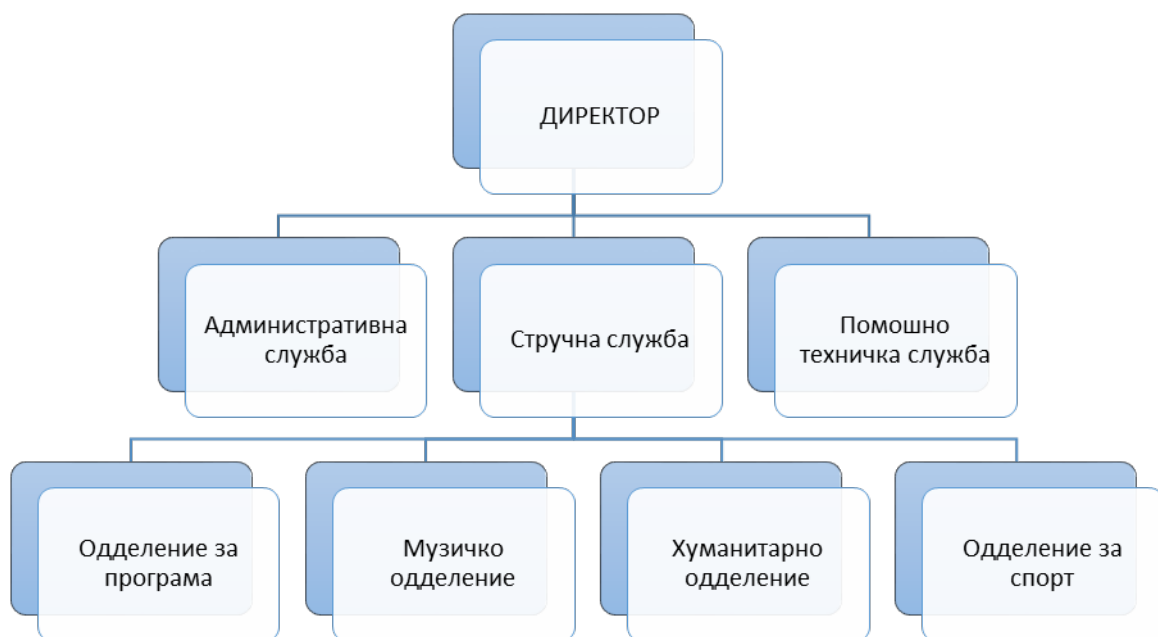 ДИРЕКТОР
Административна
служба
Стручна служба
Помошно
техничка служба
Одделение за
програма
Музичко
одделение
Хуманитарно
одделение
Одделение за
спорт